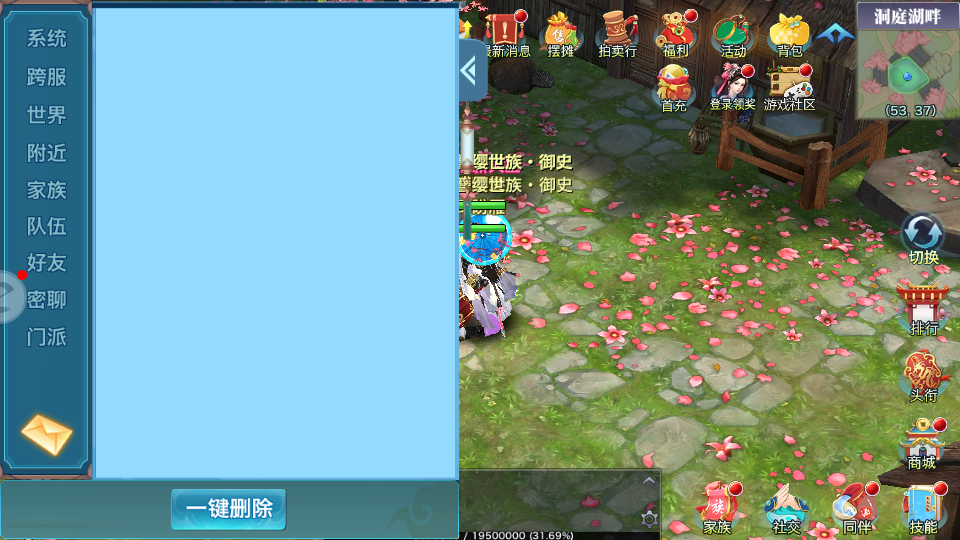 系统
跨服
世界
附近
家族
队伍
好友
密聊
门派
一键删除
最新消息
摆摊
拍卖行
福利
活动
背包
首充
登录领奖
游戏社区
洞庭湖畔
(53, 37)
缨世族·御史
缨世族·御史
切换
排行
头衔
商城
家族
社交
同伴
技能
/ 19500000 (31.69%)